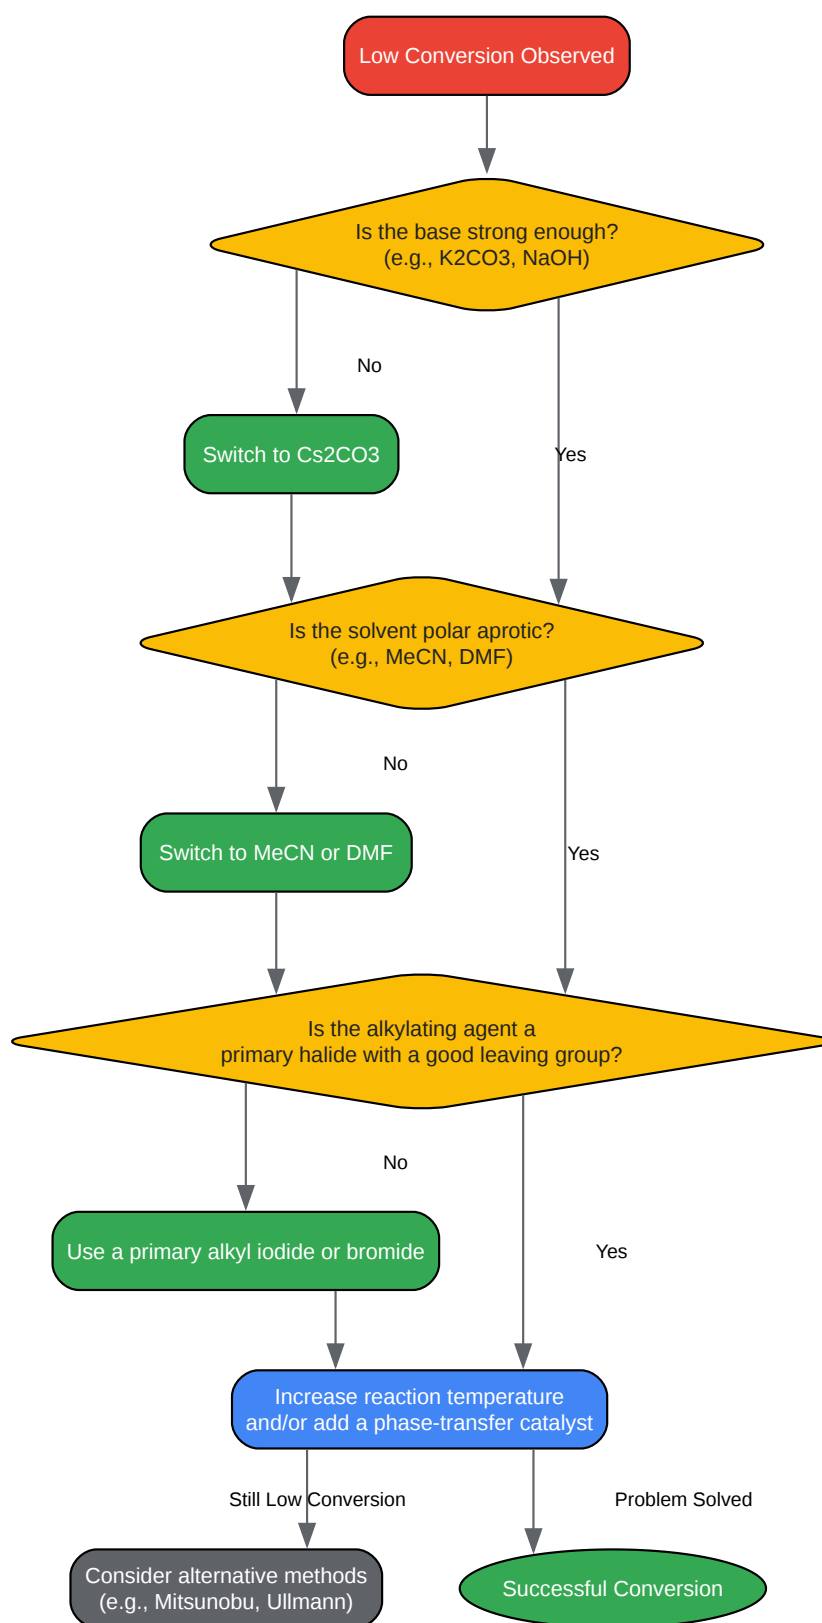 Low Conversion Observed
Is the base strong enough?
(e.g., K2CO3, NaOH)
No
Switch to Cs2CO3
Yes
Is the solvent polar aprotic?
(e.g., MeCN, DMF)
No
Switch to MeCN or DMF
Yes
Is the alkylating agent a
primary halide with a good leaving group?
No
Use a primary alkyl iodide or bromide
Yes
Increase reaction temperature
and/or add a phase-transfer catalyst
Still Low Conversion
Problem Solved
Consider alternative methods
(e.g., Mitsunobu, Ullmann)
Successful Conversion